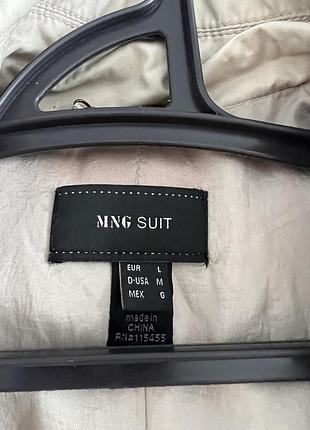 MNG SUIT
EUR L
D-USA M
MEX G
made in
CHINA
RN#115455